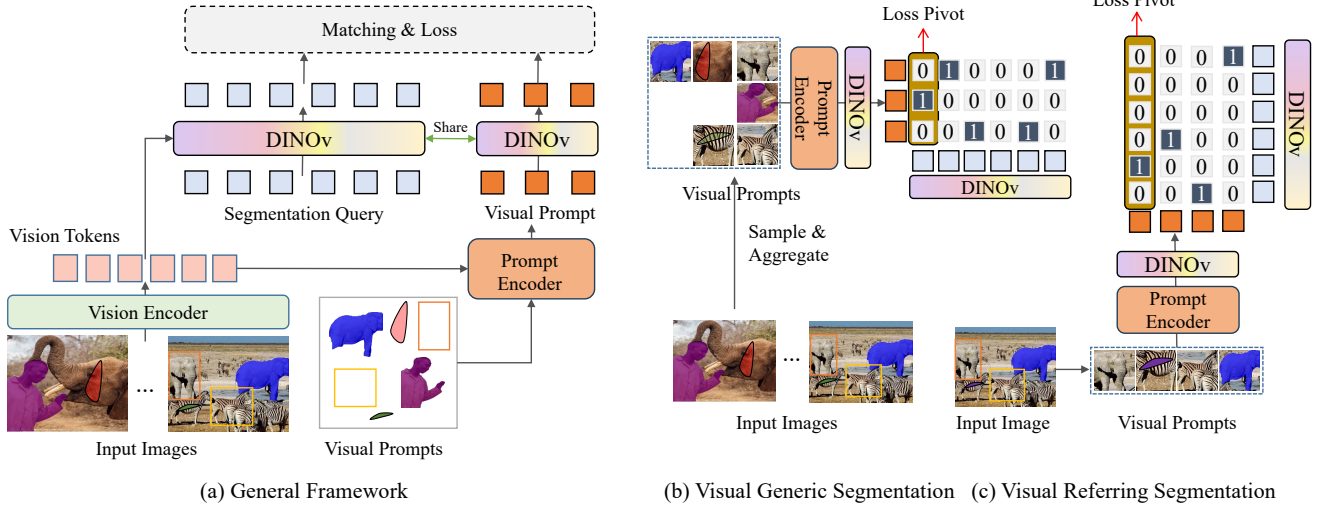 Matching & Loss
DINOv
Share
DINOv
Segmentation Query
Visual Prompt
Vision Tokens
Prompt
Encoder
Vision Encoder
...
Input Images
Visual Prompts
(a) General Framework
Loss Pivot
Prompt
Encoder
DINOv
0 1 0 0 0 1
1 0 0 0 0 0
0 0 1 0 1 0
DINOv
Visual Prompts
Sample &
Aggregate
...
Input Images
(b) Visual Generic Segmentation
Loss Pivot
0 0 0 1
0 0 0 0
0 0 0 0
0 1 0 0
1 0 0 0
0 0 1 0
DINOv
DINOv
Prompt
Encoder
Input Image
Visual Prompts
(c) Visual Referring Segmentation